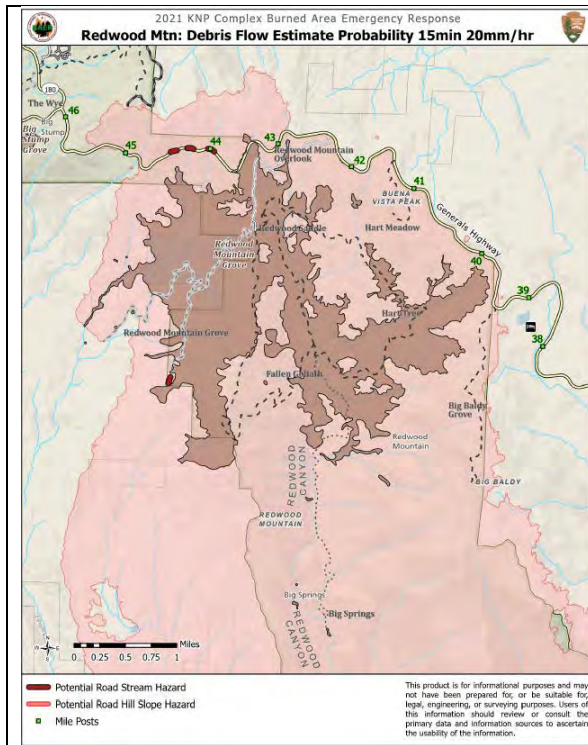 2021 KNP Complex Burned Area Emergency Response
Redwood Mtn: Debris Flow Estimate Probability 15min 20mm/hr
180
The Wye
46
Big
Stump
Big
Stump
Grove
45
44
43
Redwood Mountain
Overlook
42
41
BUENA
VISTA PEAK
Generals Highway
Redwood Saddle
Hart Meadow
Redwood
Mountain
Grove
40
39
38
Hart Tree
Redwood Mountain Grove
Fallen Goliath
Big Baldy
Grove
Redwood
Mountain
REDWOOD
CANYON
BIG BALDY
REDWOOD
MOUNTAIN
Big Springs
Big Springs
REDWOOD
CANYON
N
Miles
0 0.25 0.5 0.75 1
Potential Road Stream Hazard
Potential Road Hill Slope Hazard
Mile Posts
This product is for informational purposes and may
not have been prepared for, or be suitable for,
legal, engineering, or surveying purposes. Users of
this information should review or consult the
primary data and information sources to ascertain
the usability of the information.